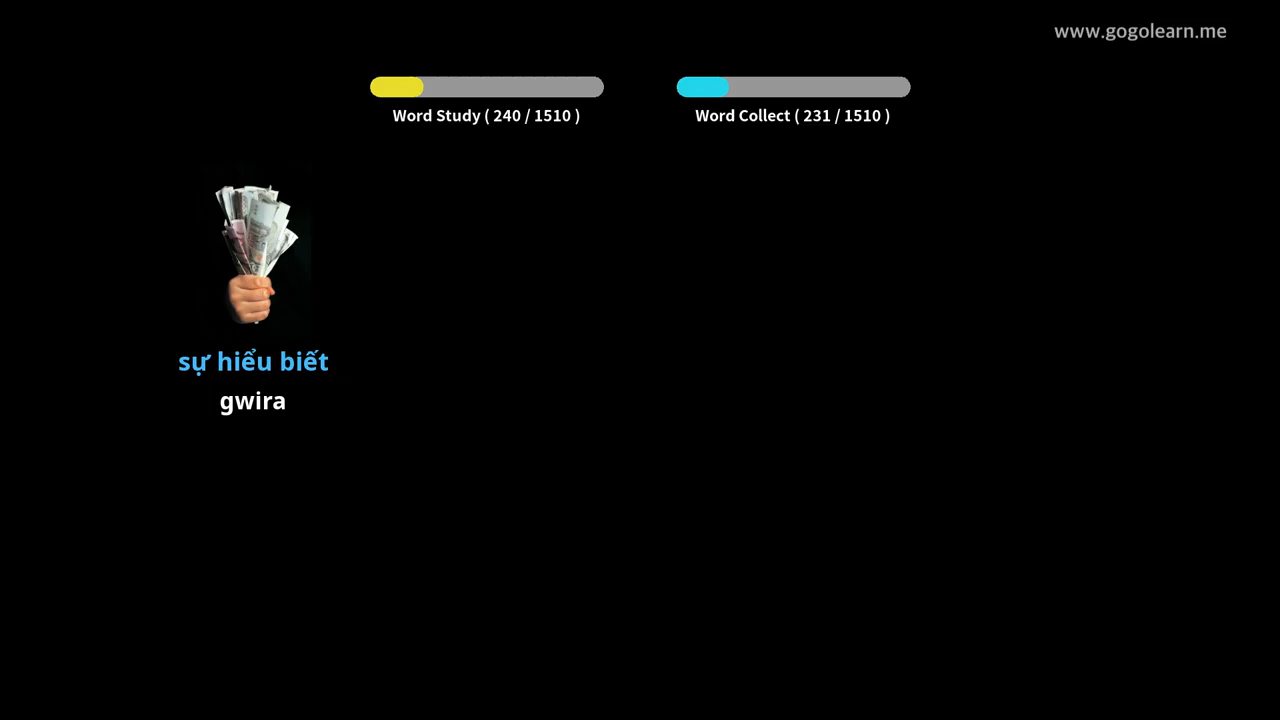 www.gogolearn.me
Word Study ( 240 / 1510 )
Word Collect ( 231 / 1510 )
sự hiểu biết
gwira